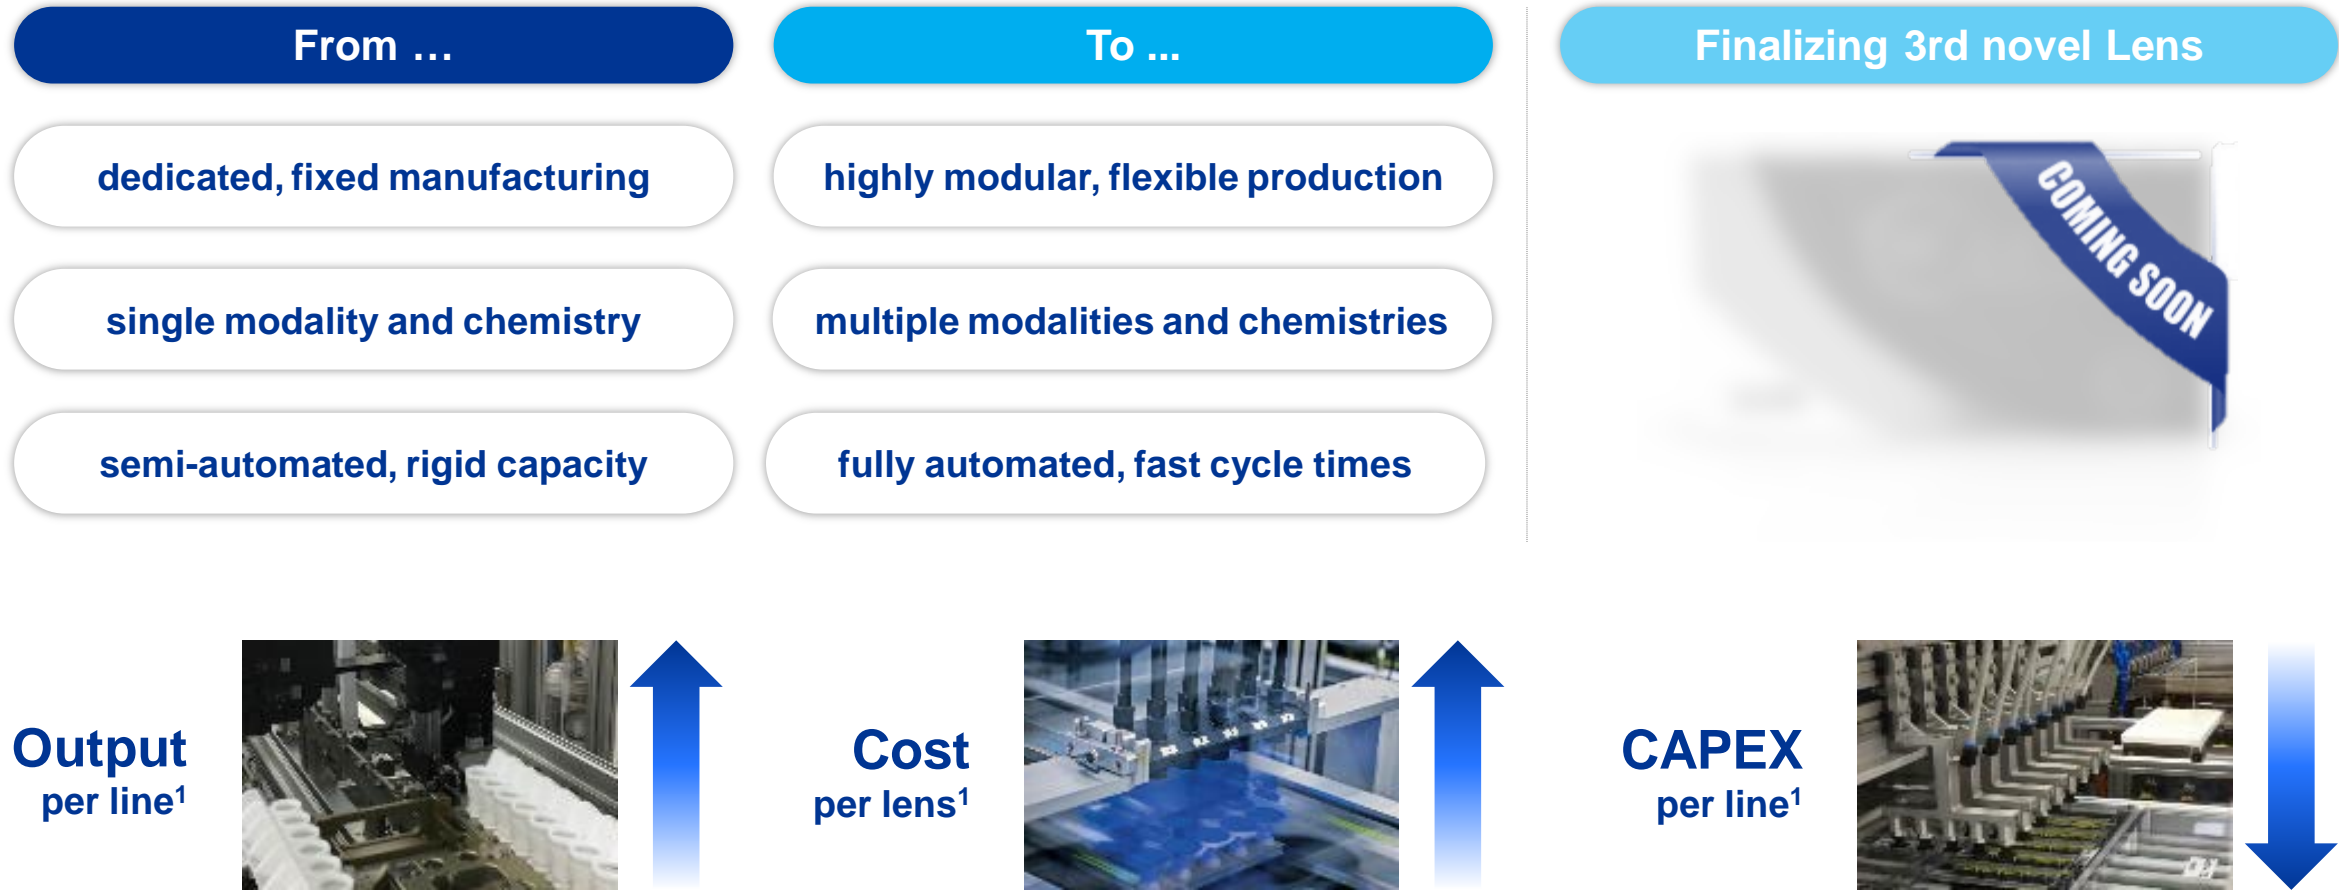 From …
To ...
Finalizing 3rd novel Lens
dedicated, fixed manufacturing
highly modular, flexible production
COMING SOON
single modality and chemistry
multiple modalities and chemistries
semi-automated, rigid capacity
fully automated, fast cycle times
Output
per line¹
Cost
per lens¹
CAPEX
per line¹